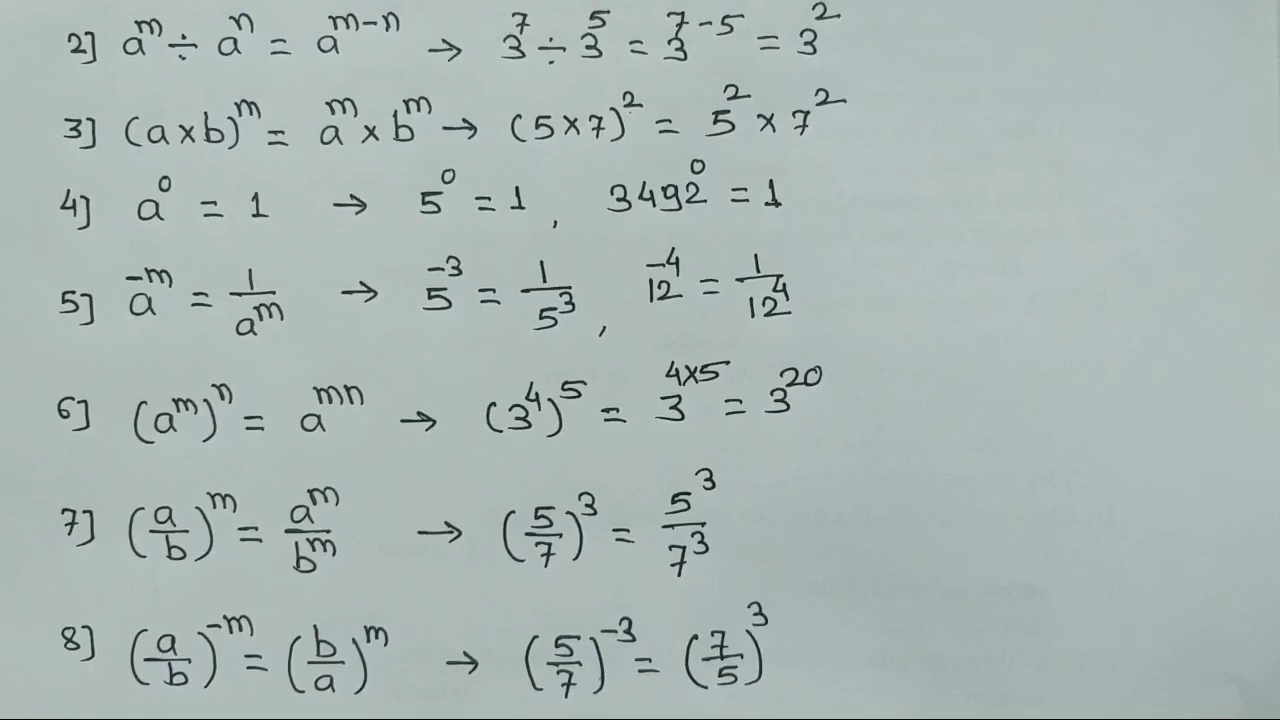 2] a^m ÷ a^n = a^(m-n) → 3^7 ÷ 3^5 = 3^(7-5) = 3^2
3] (a×b)^m = a^m × b^m → (5×7)^2 = 5^2 × 7^2
4] a^0 = 1 → 5^0 = 1, 3492^0 = 1
5] a^-m = 1/a^m → 5^-3 = 1/5^3, 12^-4 = 1/12^4
6] (a^m)^n = a^mn → (3^4)^5 = 3^(4×5) = 3^20
7] (a/b)^m = a^m/b^m → (5/7)^3 = 5^3/7^3
8] (a/b)^-m = (b/a)^m → (5/7)^-3 = (7/5)^3